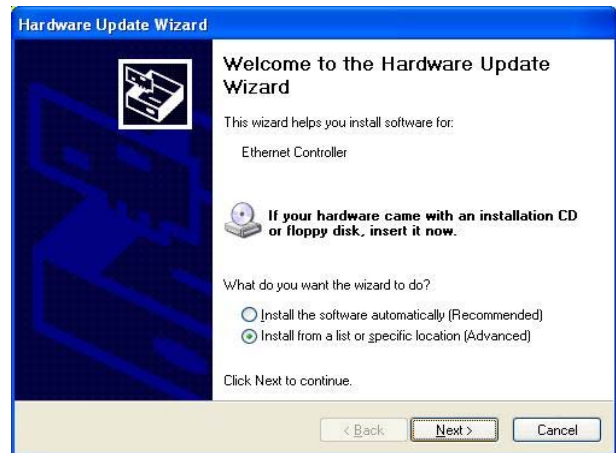 Hardware Update Wizard
Welcome to the Hardware Update
Wizard
This wizard helps you install software for:
Ethernet Controller
If your hardware came with an installation CD
or floppy disk, insert it now.
What do you want the wizard to do?
Install the software automatically (Recommended)
Install from a list or specific location (Advanced)
Click Next to continue.
< Back
Next >
Cancel